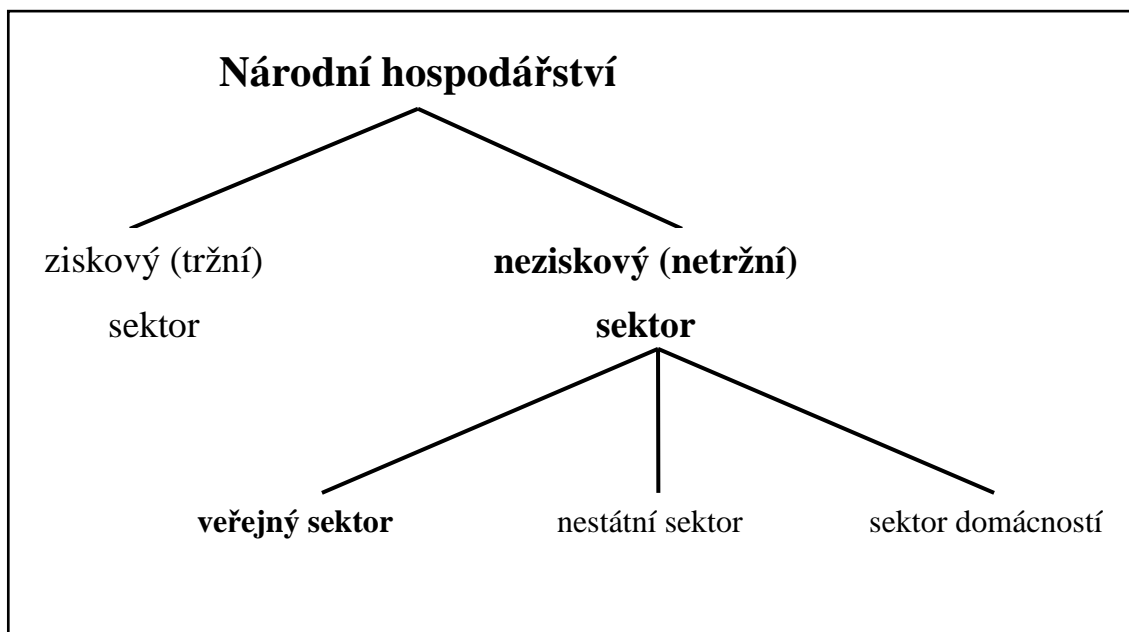 Národní hospodářství
ziskový (tržní)
sektor
neziskový (netržní)
sektor
veřejný sektor
nestátní sektor
sektor domácností